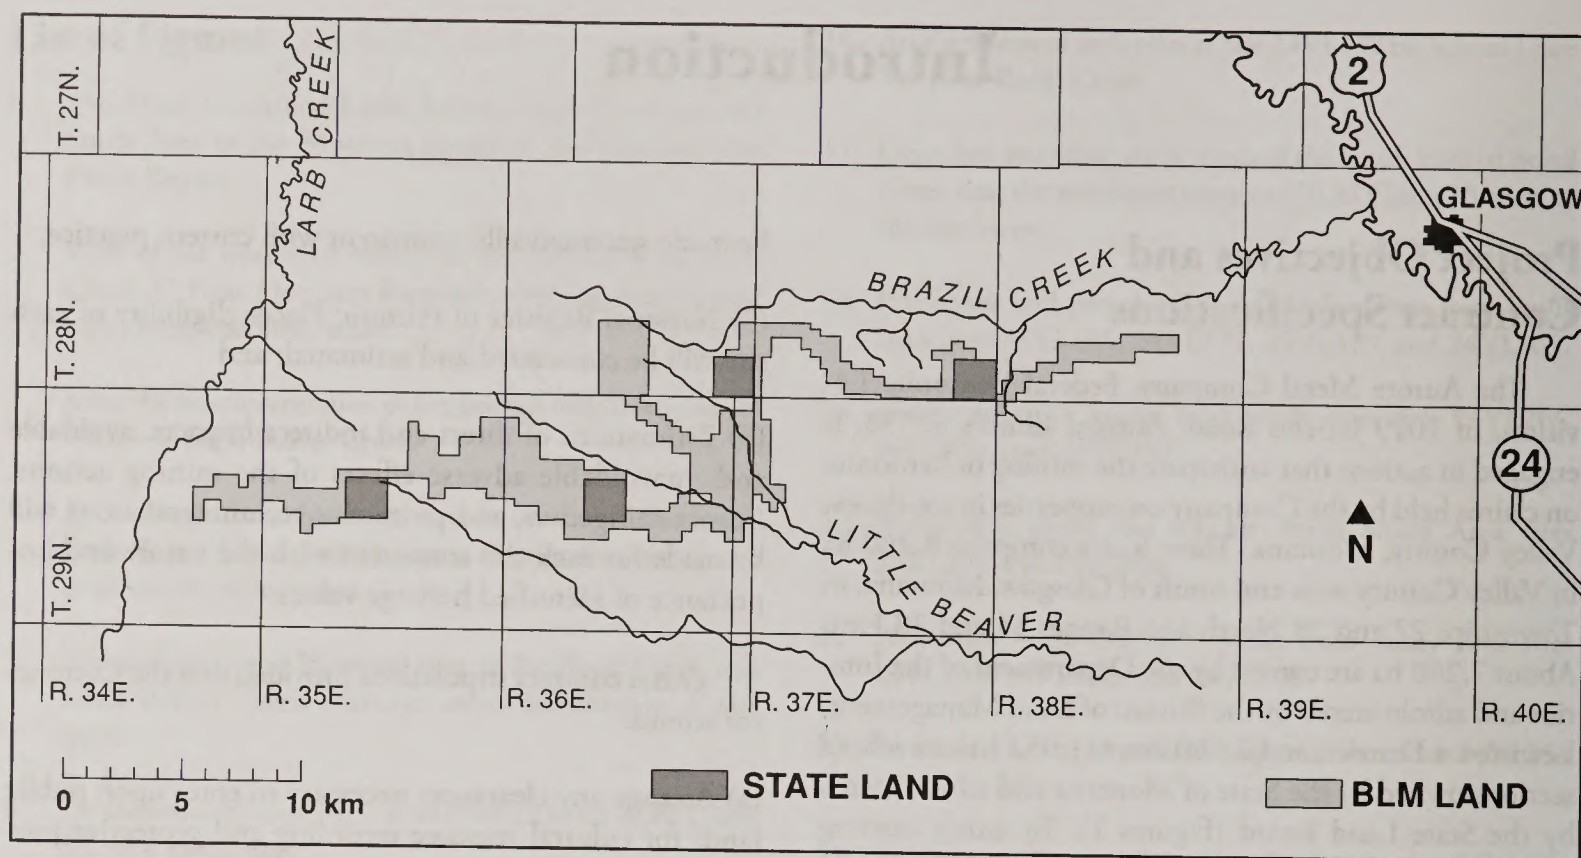 T. 27N.
LARB CREEK
2
GLASGOW
T. 28N.
BRAZIL CREEK
24
N
T. 29N.
LITTLE BEAVER
R. 34E.
R. 35E.
R. 36E.
R. 37E.
R. 38E.
R. 39E.
R. 40E.
0 5 10 km
STATE LAND
BLM LAND